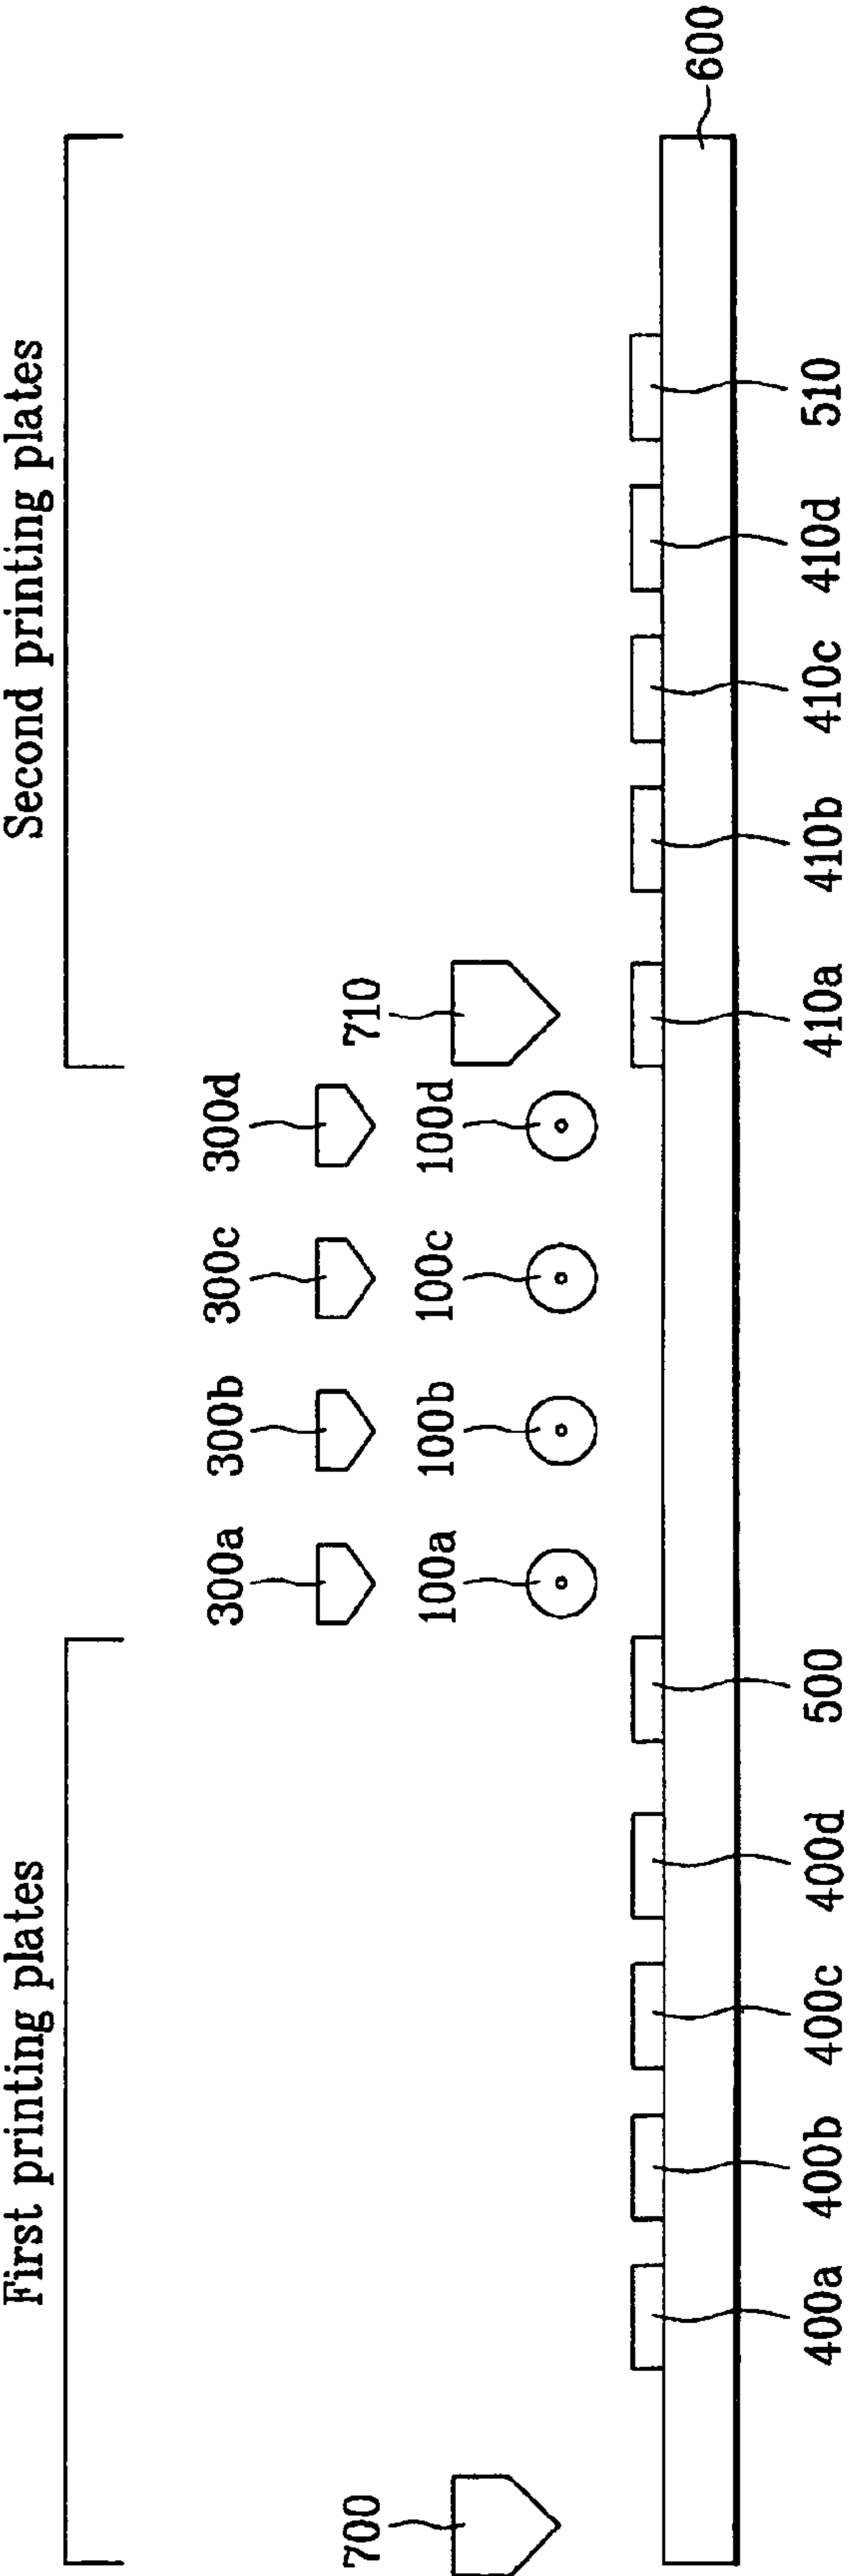 First printing plates
Second printing plates
300a
300b
300c
300d
700
710
100a
100b
100c
100d
600
400a
400b
400c
400d
500
410a
410b
410c
410d
510